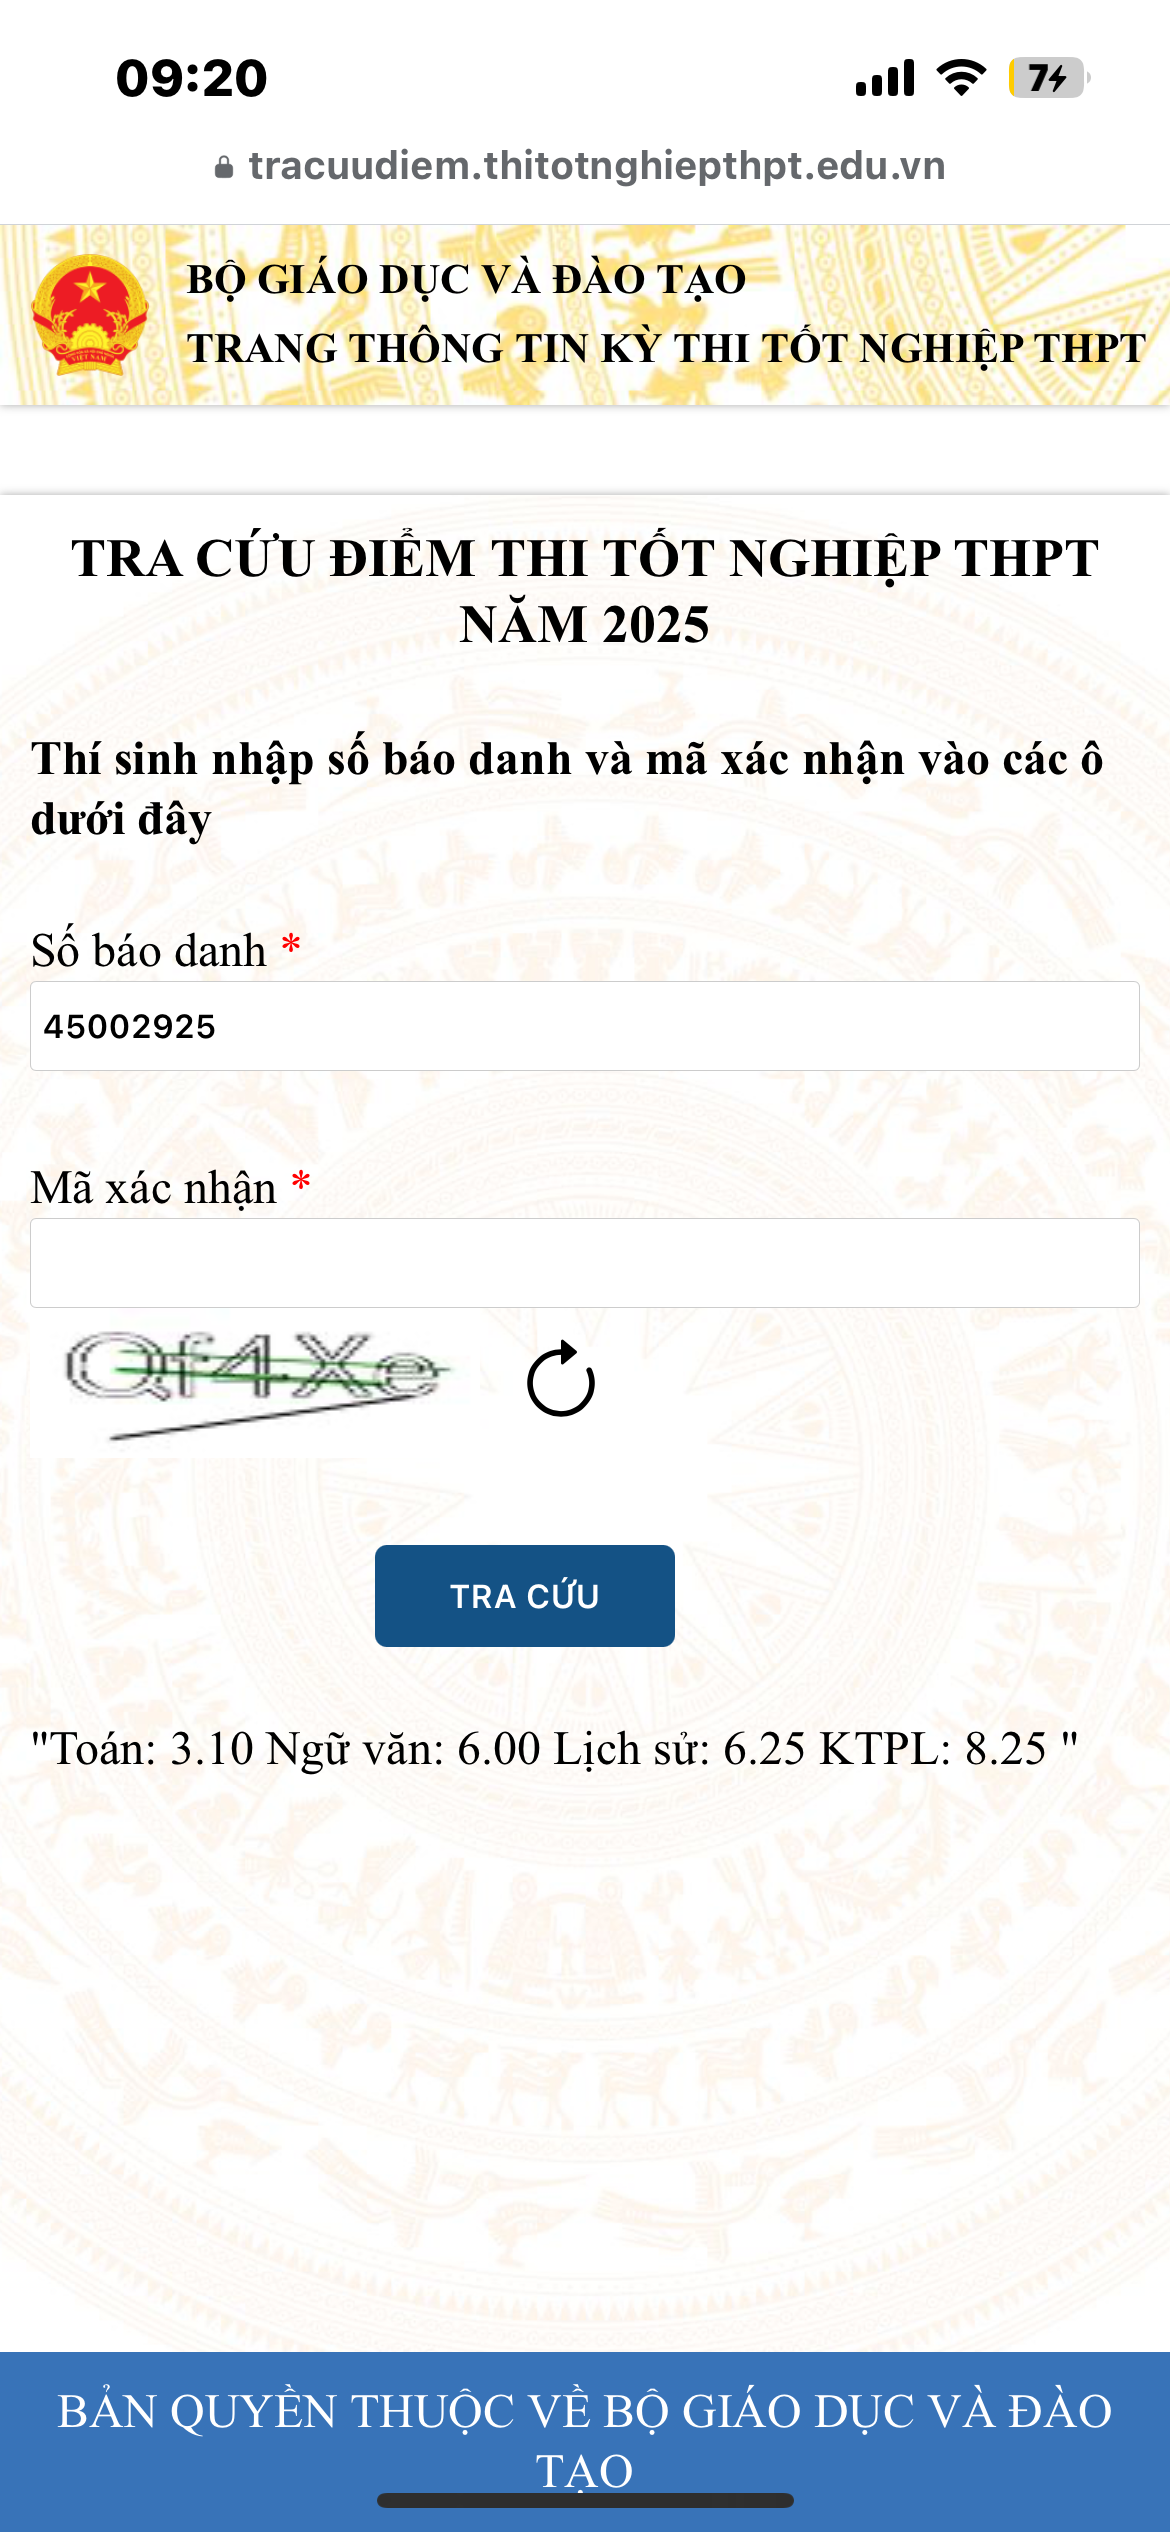 09:20
7
tracuudiem.thitotnghiepthpt.edu.vn
BỘ GIÁO DỤC VÀ ĐÀO TẠO
TRANG THÔNG TIN KỲ THI TỐT NGHIỆP THPT
VIỆT NAM
TRA CỨU ĐIỂM THI TỐT NGHIỆP THPT
NĂM 2025
Thí sinh nhập số báo danh và mã xác nhận vào các ô
dưới đây
Số báo danh *
45002925
Mã xác nhận *
Qf4Xe
TRA CỨU
"Toán: 3.10 Ngữ văn: 6.00 Lịch sử: 6.25 KTPL: 8.25 "
BẢN QUYỀN THUỘC VỀ BỘ GIÁO DỤC VÀ ĐÀO
TẠO